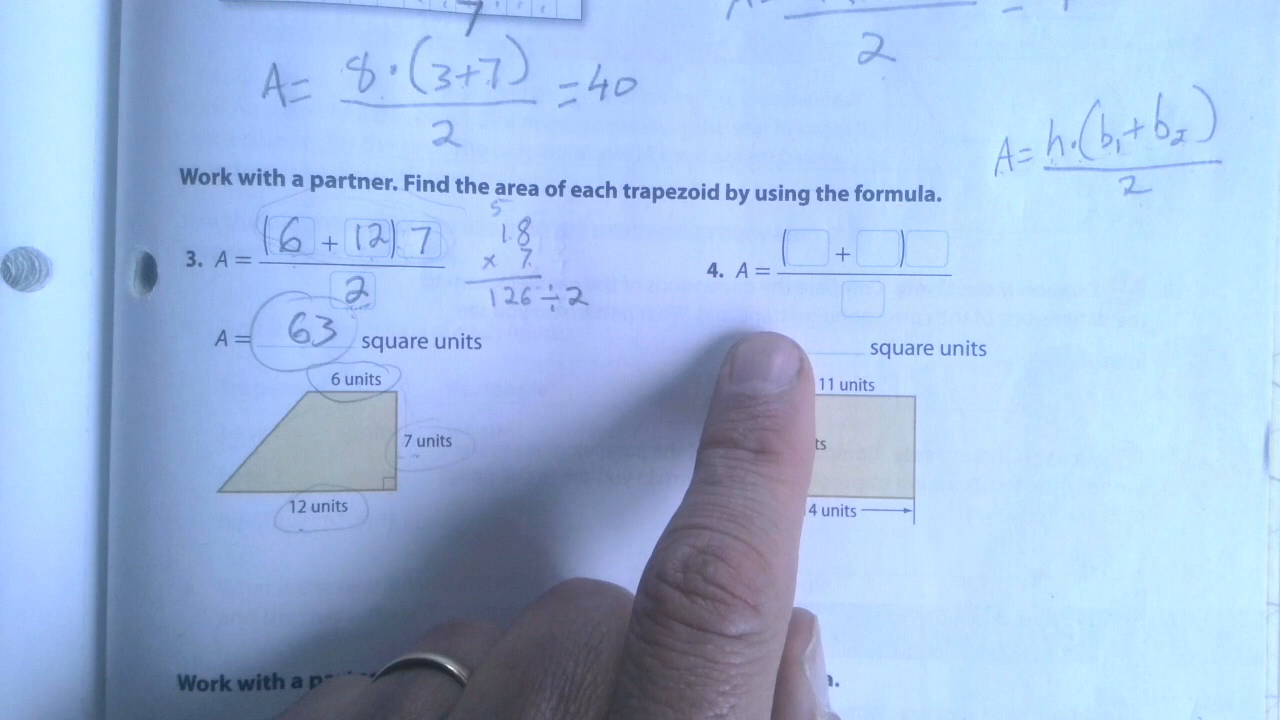 7
2
A = 8 · (3+7) / 2 = 40
A = h·(b₁ + b₂) / 2
Work with a partner. Find the area of each trapezoid by using the formula.
3. A = (6 + 12) 7 / 2
5
18
x 7
126 ÷ 2
A = 63 square units
6 units
7 units
12 units
4. A = ( + ) 
square units
11 units
ts
4 units
Work with a